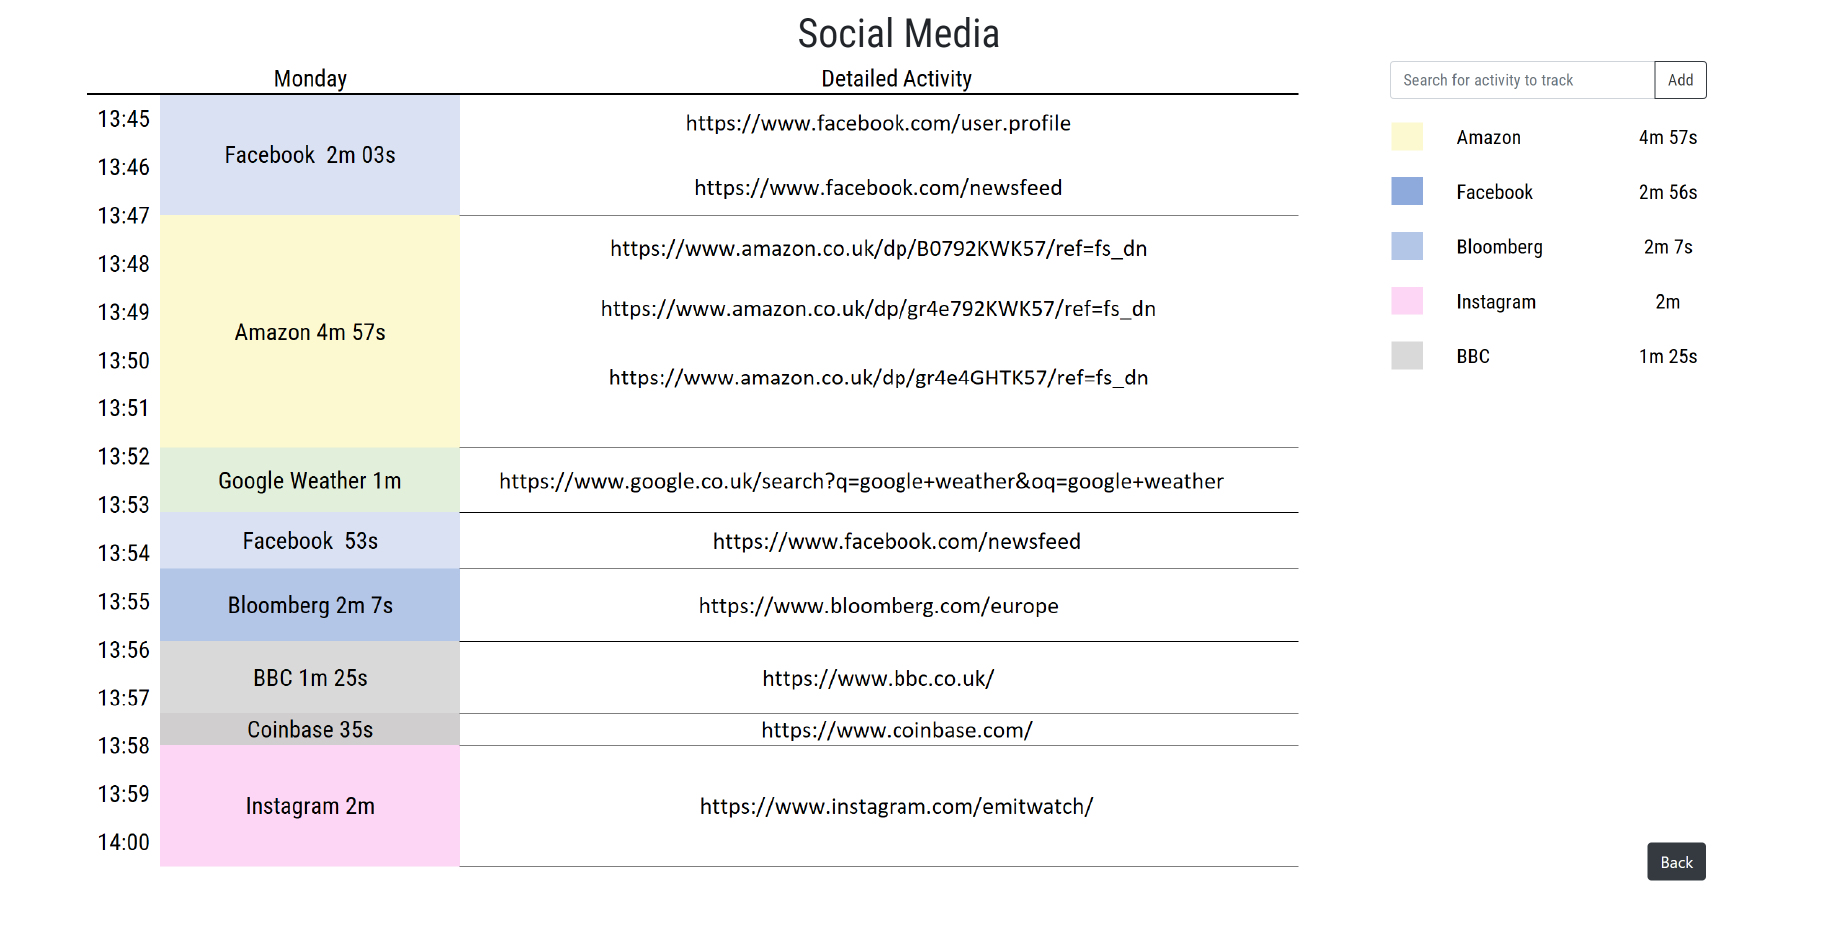 Social Media
Monday Detailed Activity
Search for activity to track Add
13:45
13:46
13:47
13:48
13:49
13:50
13:51
13:52
13:53
13:54
13:55
13:56
13:57
13:58
13:59
14:00
Facebook 2m 03s
https://www.facebook.com/user.profile
https://www.facebook.com/newsfeed
Amazon 4m 57s
https://www.amazon.co.uk/dp/B0792KWK57/ref=fs_dn
https://www.amazon.co.uk/dp/gr4e792KWK57/ref=fs_dn
https://www.amazon.co.uk/dp/gr4e4GHTK57/ref=fs_dn
Google Weather 1m
https://www.google.co.uk/search?q=google+weather&oq=google+weather
Facebook 53s
https://www.facebook.com/newsfeed
Bloomberg 2m 7s
https://www.bloomberg.com/europe
BBC 1m 25s
https://www.bbc.co.uk/
Coinbase 35s
https://www.coinbase.com/
Instagram 2m
https://www.instagram.com/emitwatch/
Amazon 4m 57s
Facebook 2m 56s
Bloomberg 2m 7s
Instagram 2m
BBC 1m 25s
Back